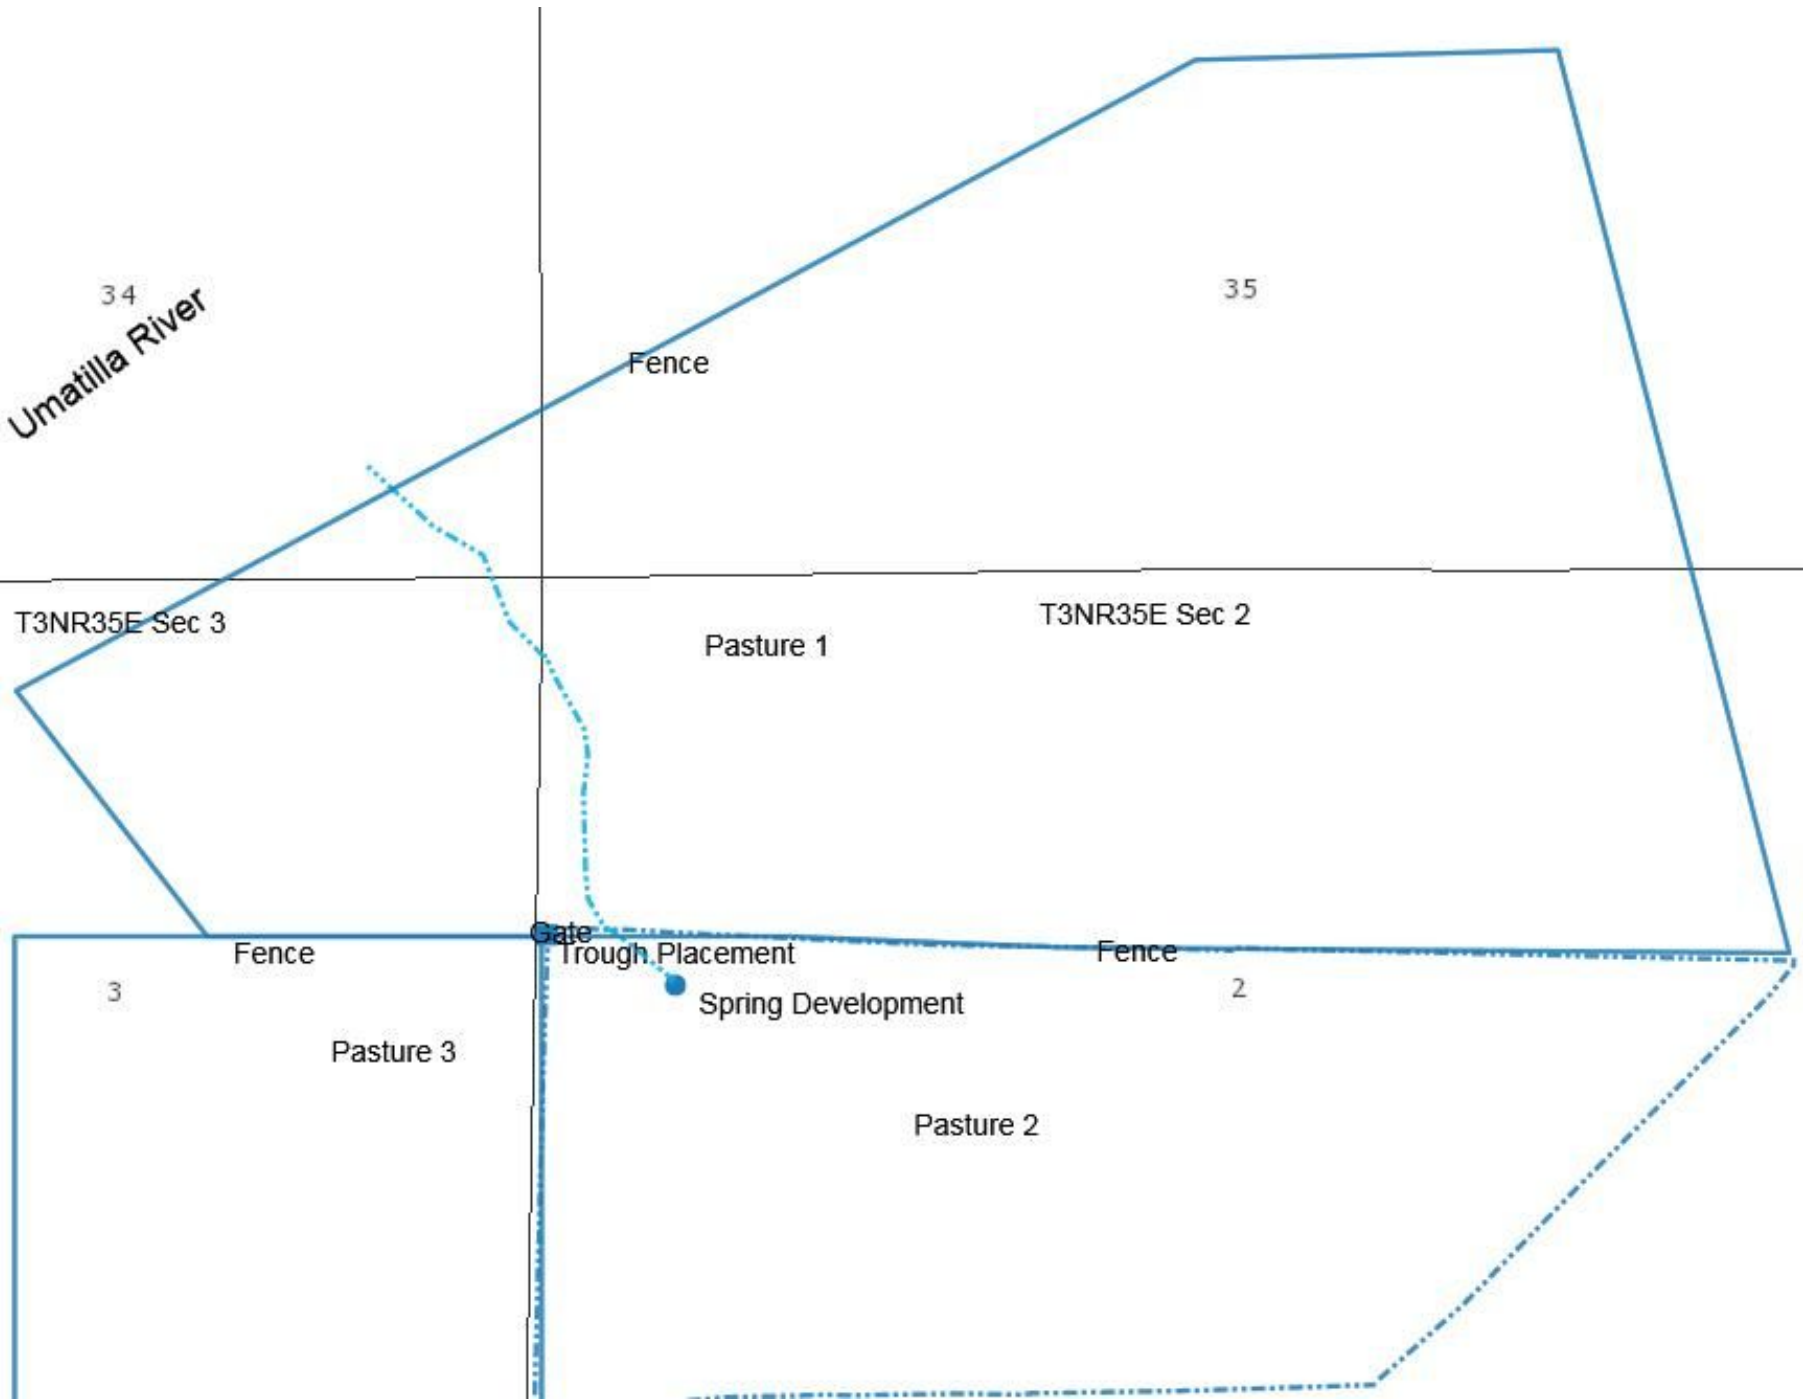 34
35
Umatilla River
Fence
T3NR35E Sec 3
T3NR35E Sec 2
Pasture 1
Gate
Fence
Trough Placement
Fence
3
2
Spring Development
Pasture 3
Pasture 2